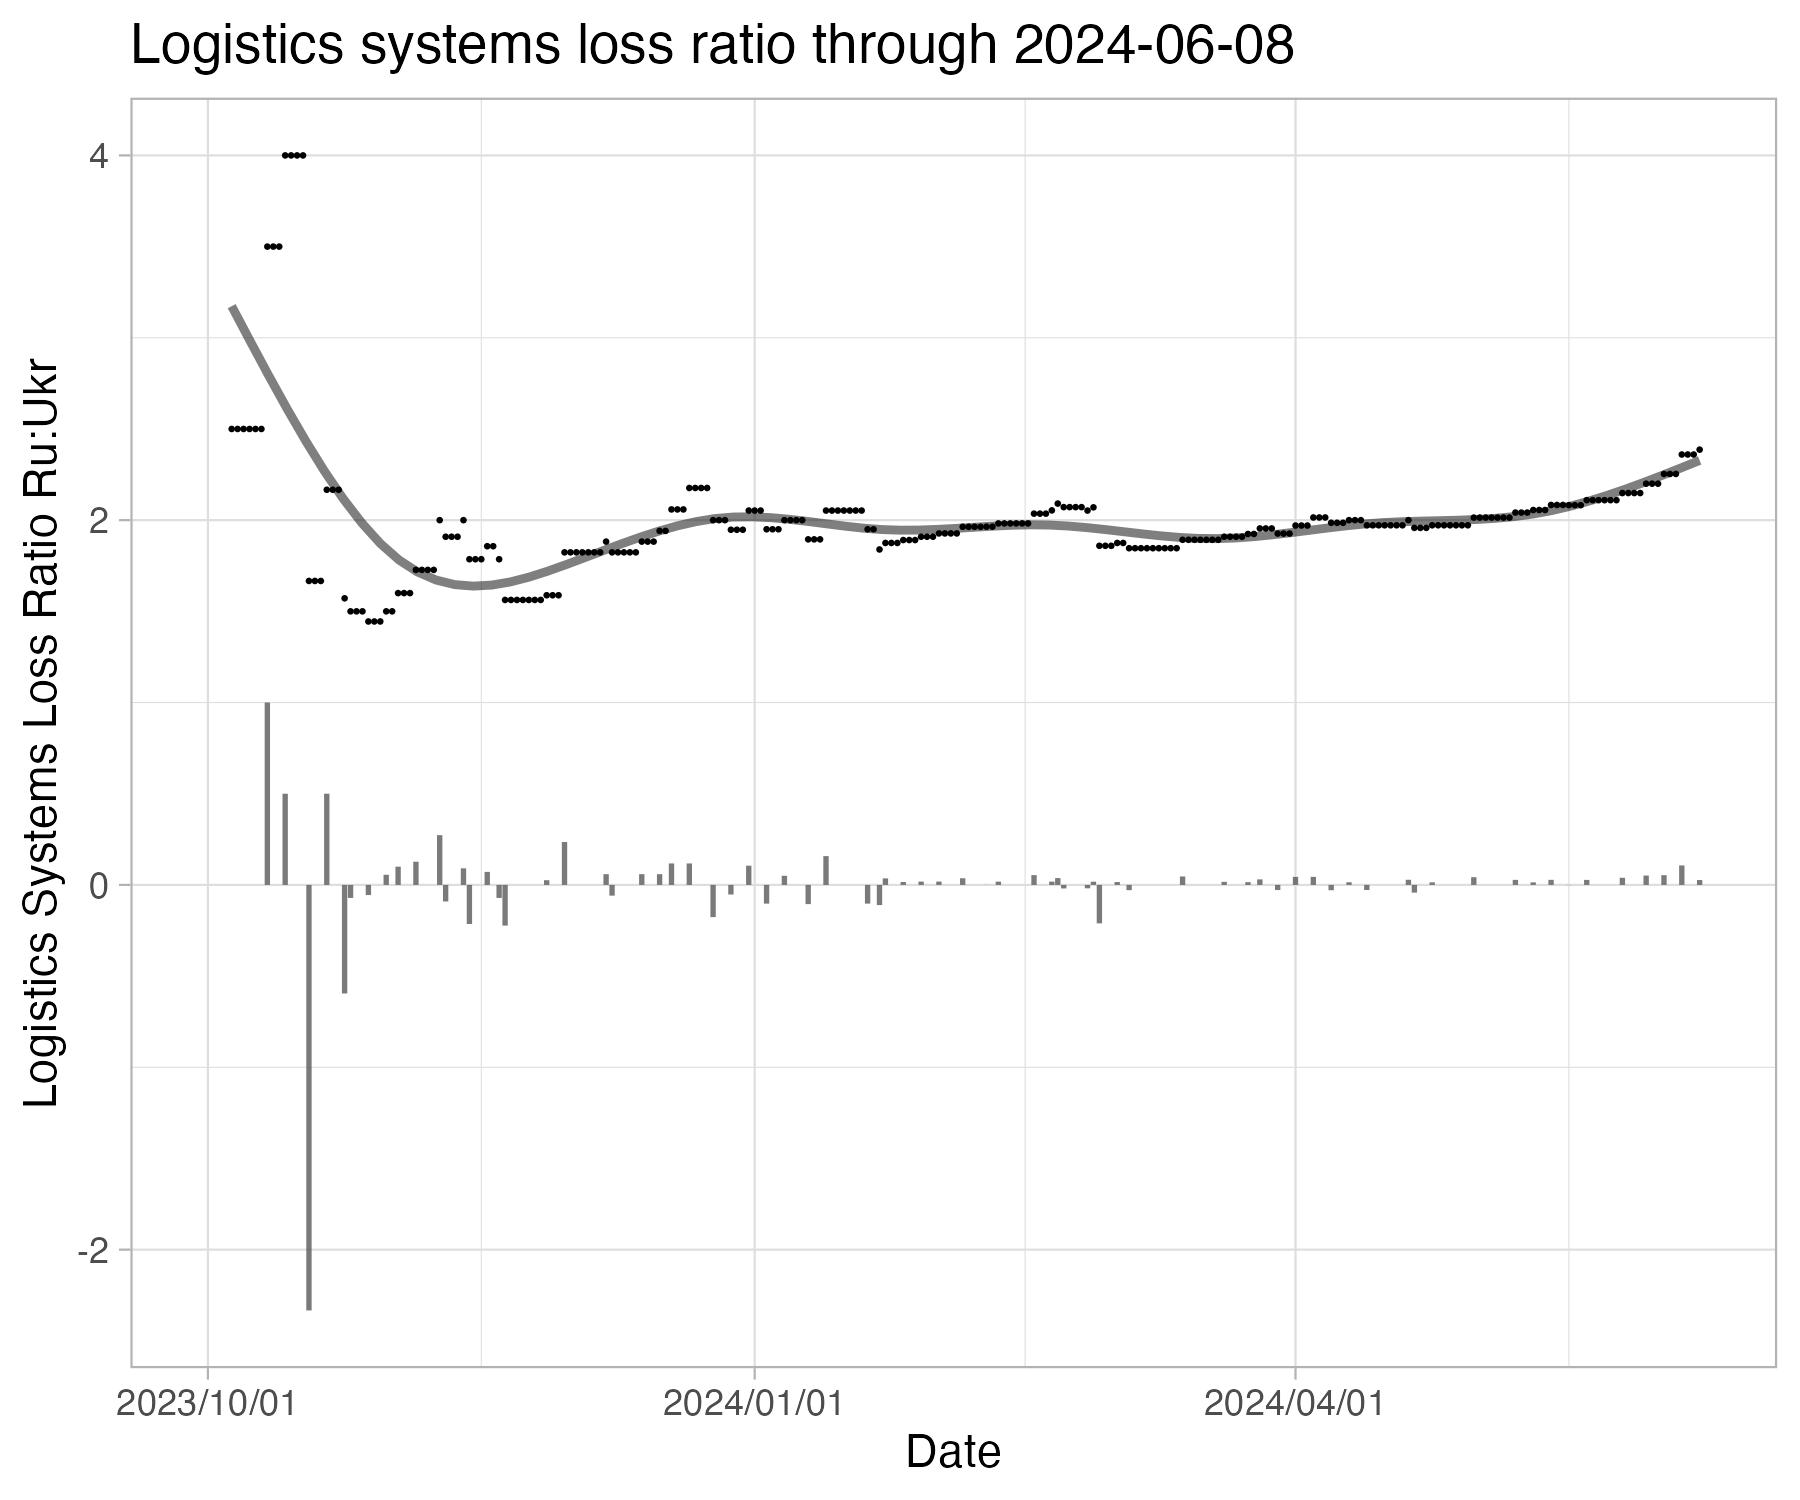 Logistics systems loss ratio through 2024-06-08
Logistics Systems Loss Ratio Ru:Ukr
4
2
0
-2
2023/10/01
2024/01/01
2024/04/01
Date